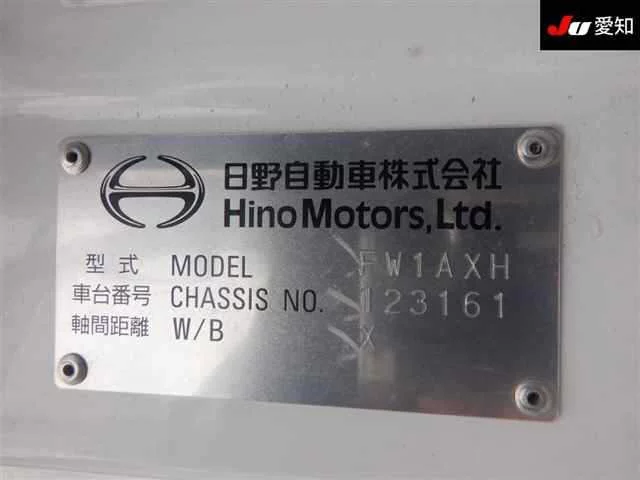 JU 愛知
日野自動車株式会社
Hino Motors, Ltd.
型式 MODEL FW1AXH
車台番号 CHASSIS NO. 123161
軸間距離 W/B X